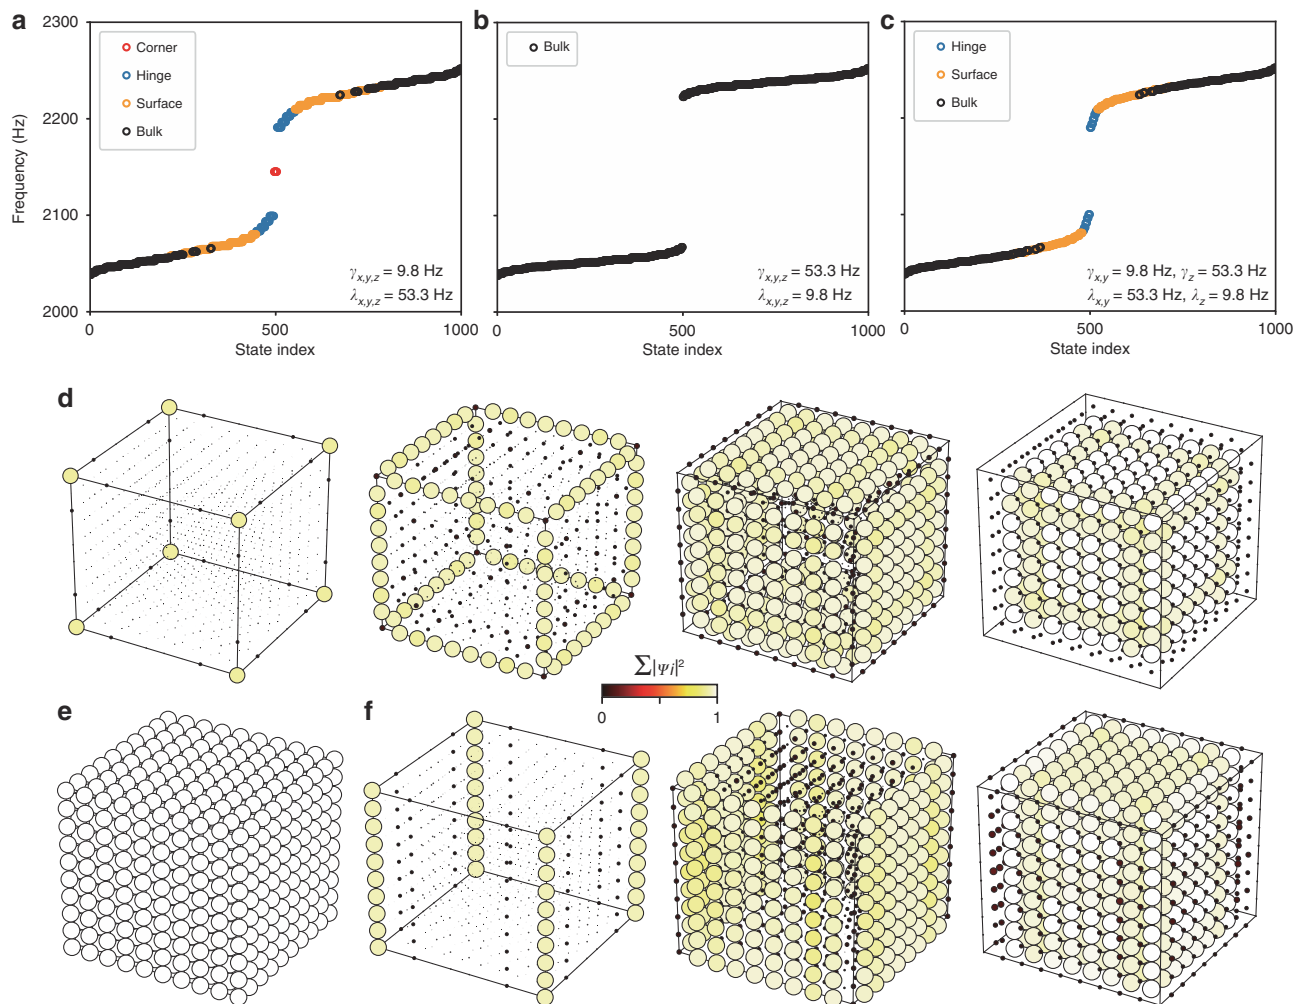 a
2300
2200
2100
2000
Frequency (Hz)
Corner
Hinge
Surface
Bulk
γx,y,z = 9.8 Hz
λx,y,z = 53.3 Hz
0
500
1000
State index
b
Bulk
γx,y,z = 53.3 Hz
λx,y,z = 9.8 Hz
0
500
1000
State index
c
Hinge
Surface
Bulk
γx,y = 9.8 Hz, γz = 53.3 Hz
λx,y = 53.3 Hz, λz = 9.8 Hz
0
500
1000
State index
d
∑|Ψi|²
0
1
e
f